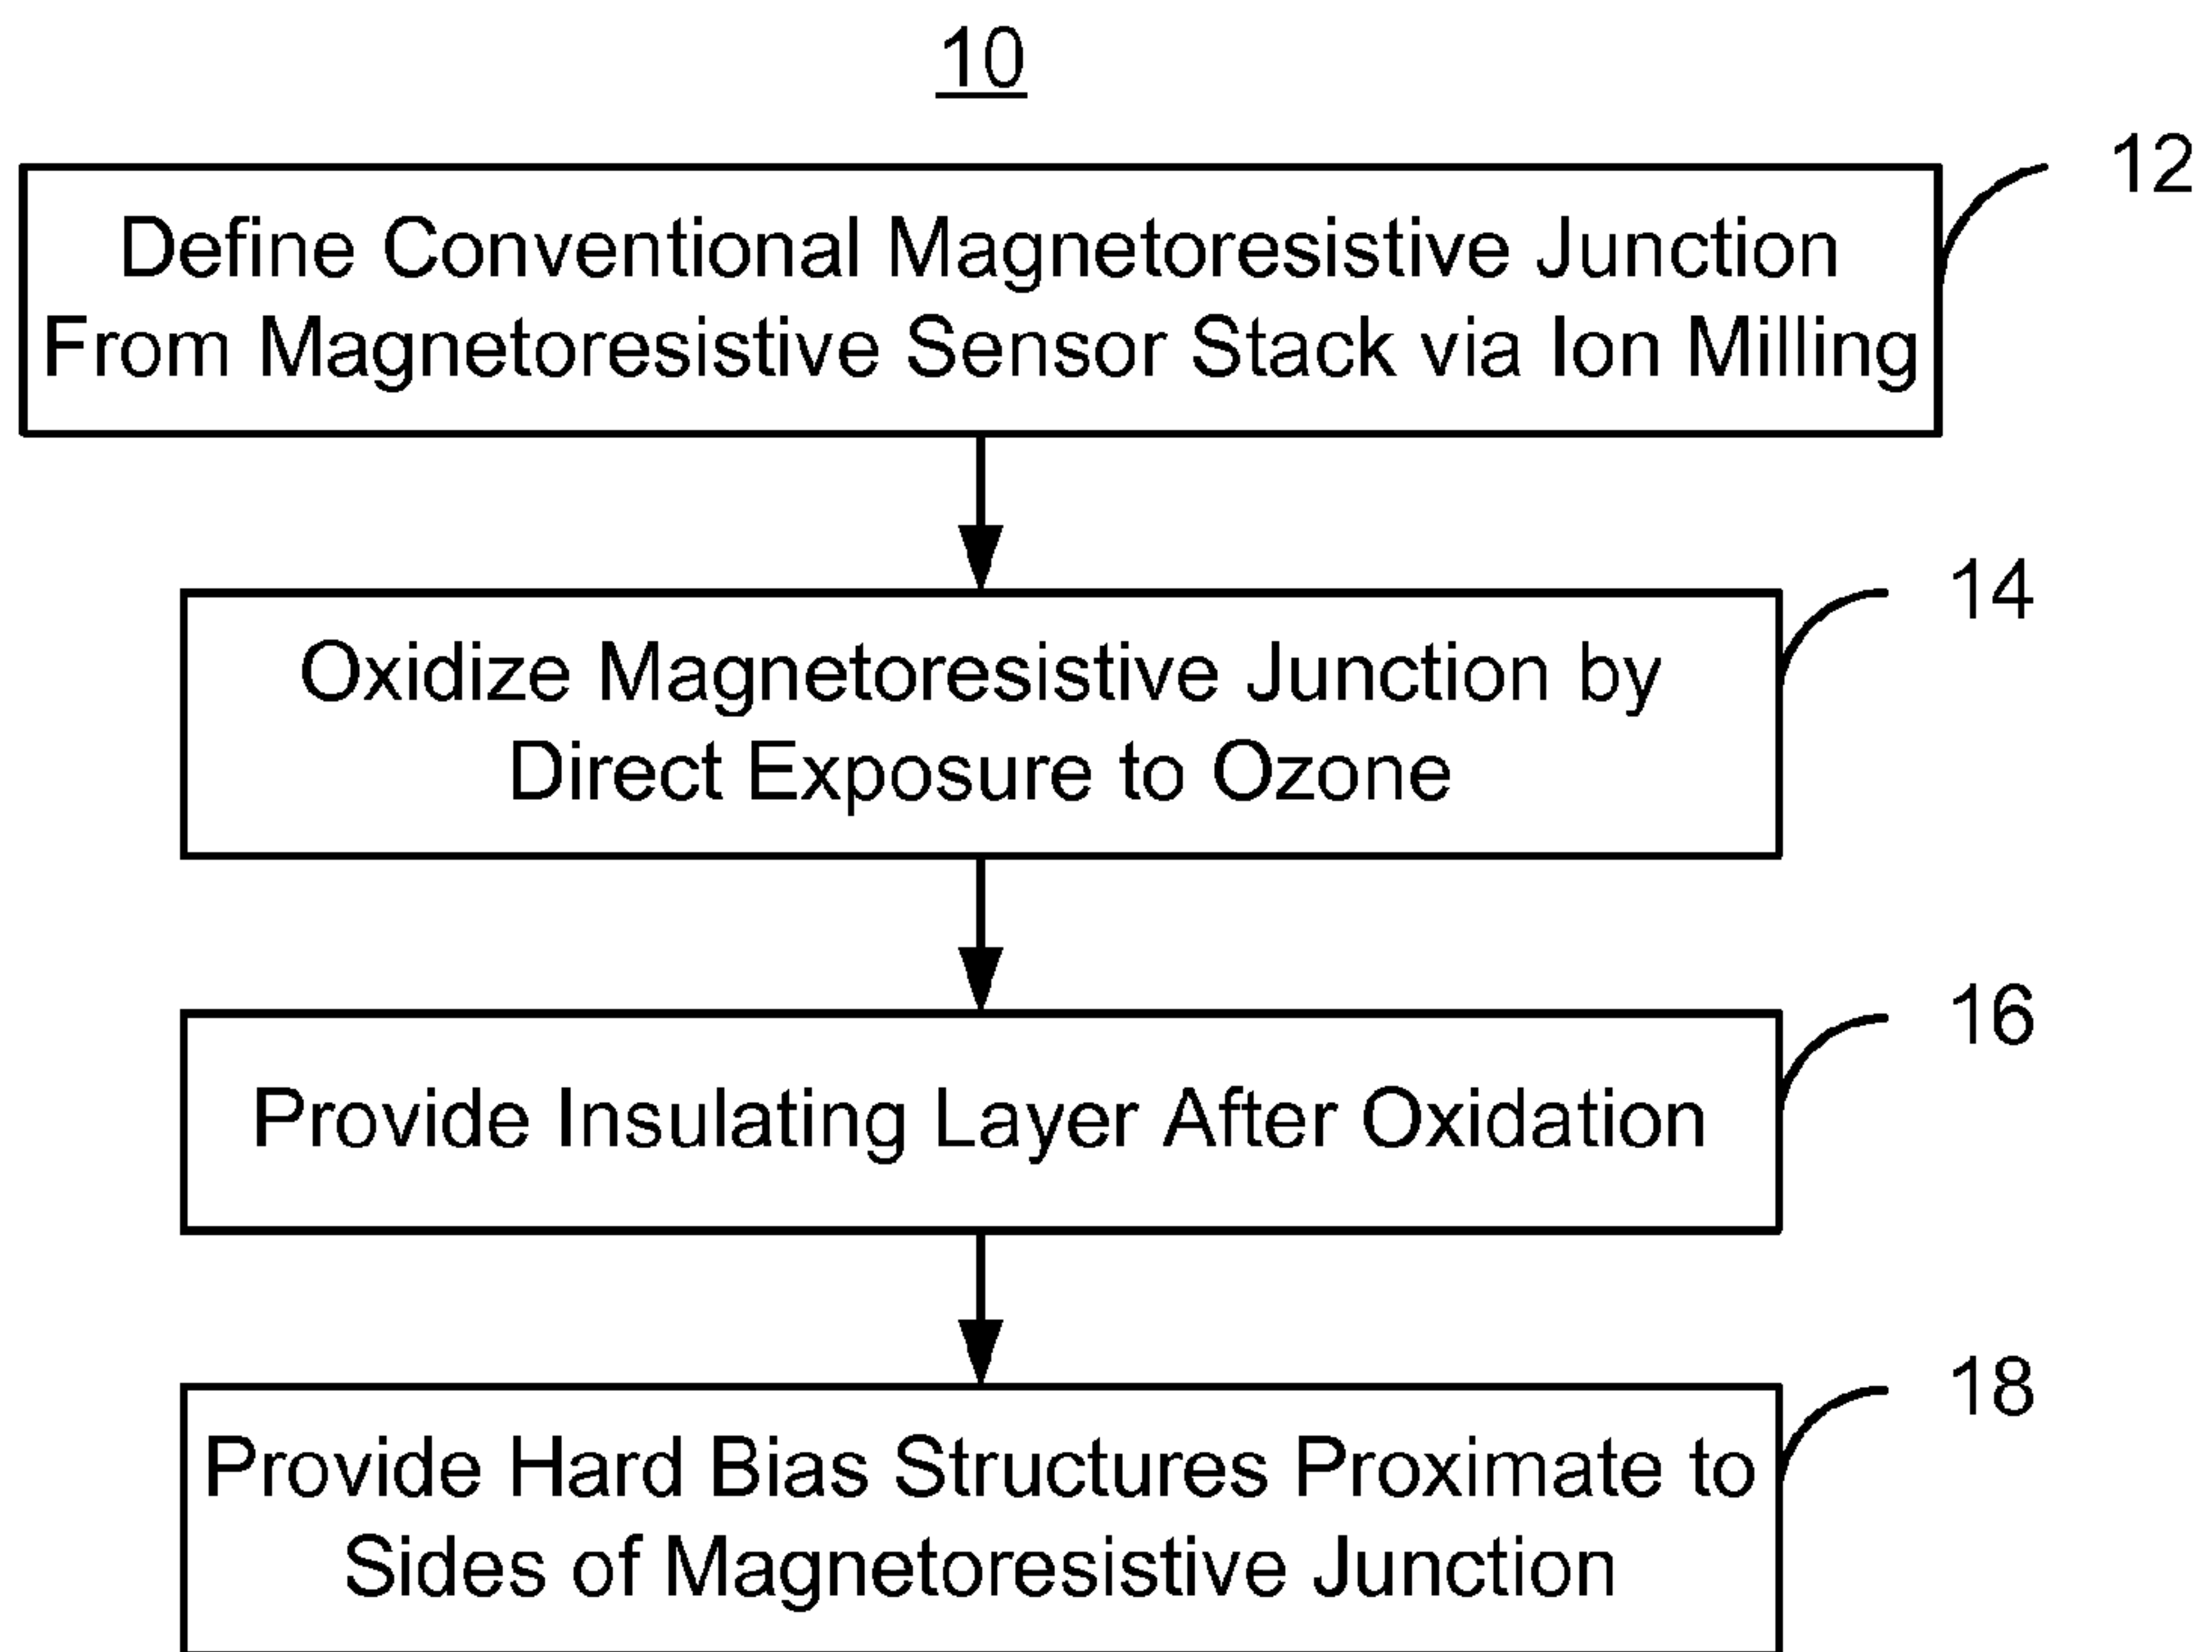 10
12
Define Conventional Magnetoresistive Junction
From Magnetoresistive Sensor Stack via Ion Milling
14
Oxidize Magnetoresistive Junction by
Direct Exposure to Ozone
16
Provide Insulating Layer After Oxidation
18
Provide Hard Bias Structures Proximate to
Sides of Magnetoresistive Junction